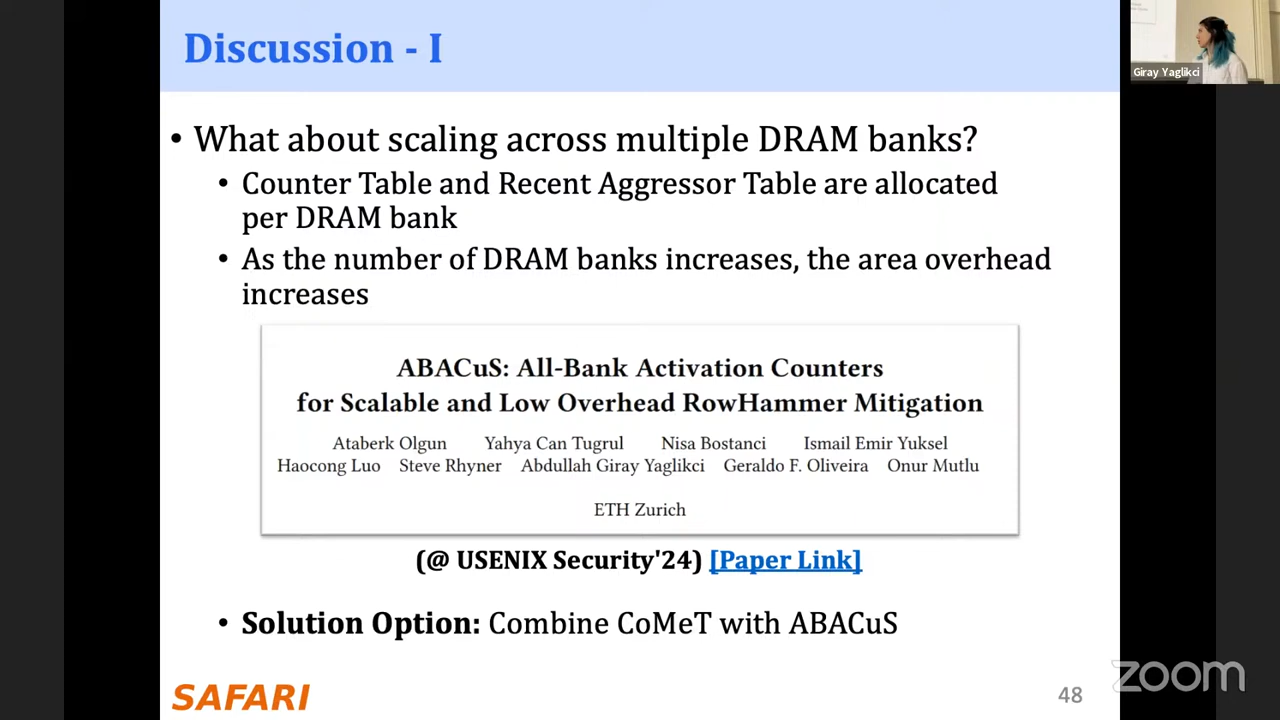 Discussion - I
Giray Yaglikci
• What about scaling across multiple DRAM banks?
• Counter Table and Recent Aggressor Table are allocated
per DRAM bank
• As the number of DRAM banks increases, the area overhead
increases
ABACuS: All-Bank Activation Counters
for Scalable and Low Overhead RowHammer Mitigation
Ataberk Olgun Yahya Can Tugrul Nisa Bostanci Ismail Emir Yuksel
Haocong Luo Steve Rhyner Abdullah Giray Yaglikci Geraldo F. Oliveira Onur Mutlu
ETH Zurich
(@ USENIX Security'24) [Paper Link]
• Solution Option: Combine CoMeT with ABACuS
SAFARI
48
zoom